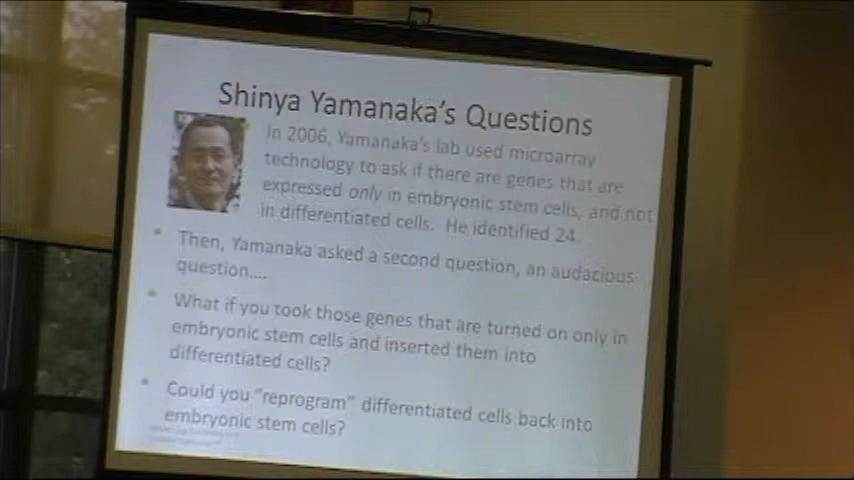 Shinya Yamanaka's Questions
In 2006, Yamanaka's lab used microarray
technology to ask if there are genes that are
expressed only in embryonic stem cells, and not
in differentiated cells. He identified 24.
• Then, Yamanaka asked a second question, an audacious
question....
• What if you took those genes that are turned on only in
embryonic stem cells and inserted them into
differentiated cells?
• Could you "reprogram" differentiated cells back into
embryonic stem cells?